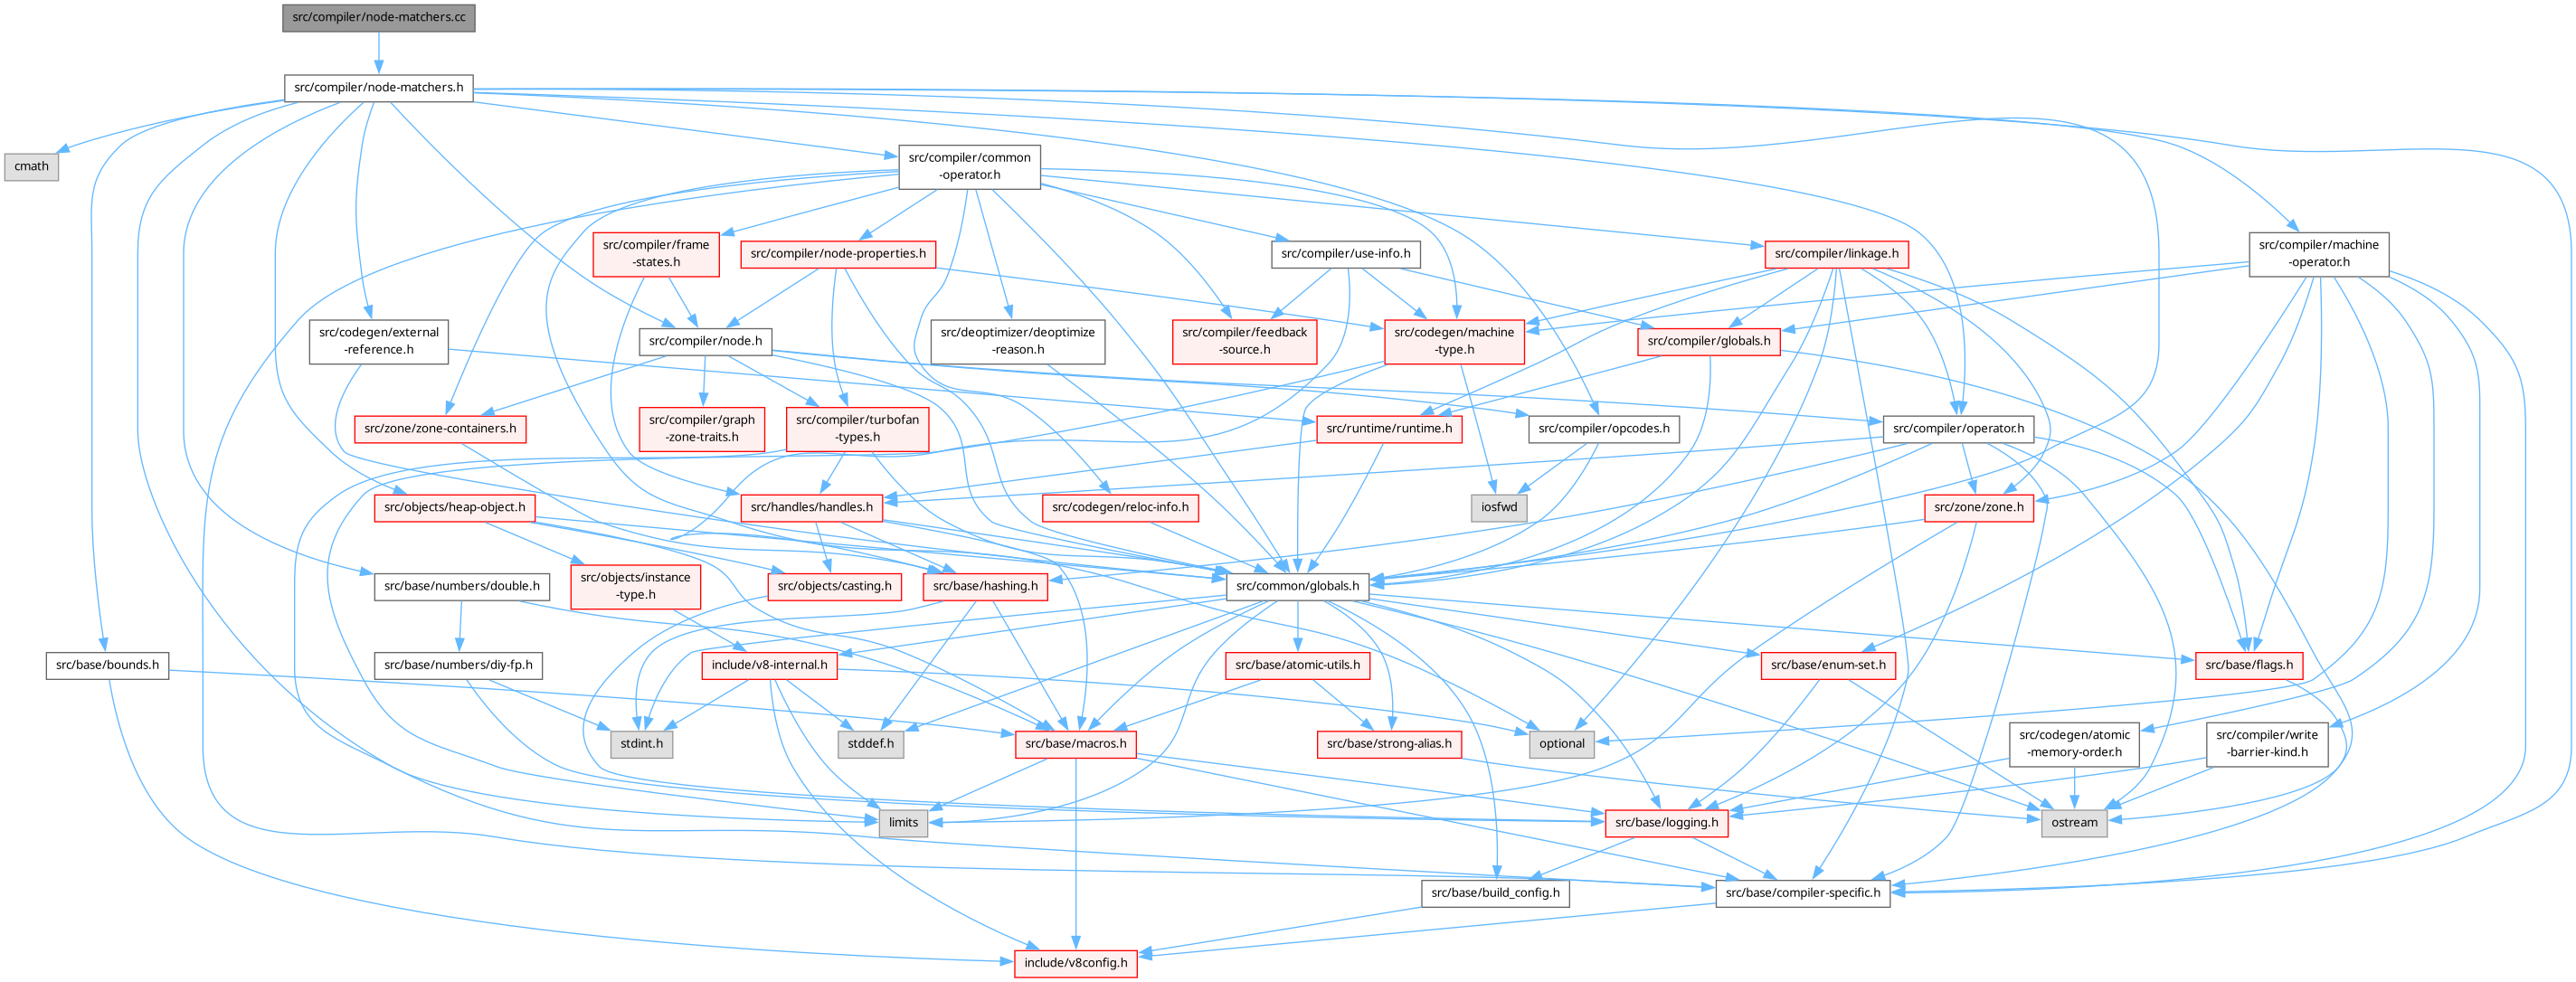 src/compiler/node-matchers.cc
src/compiler/node-matchers.h
cmath
src/compiler/common
-operator.h
src/compiler/frame
-states.h
src/compiler/node-properties.h
src/compiler/use-info.h
src/compiler/linkage.h
src/compiler/machine
-operator.h
src/codegen/external
-reference.h
src/compiler/node.h
src/deoptimizer/deoptimize
-reason.h
src/compiler/feedback
-source.h
src/codegen/machine
-type.h
src/compiler/globals.h
src/zone/zone-containers.h
src/compiler/graph
-zone-traits.h
src/compiler/turbofan
-types.h
src/runtime/runtime.h
src/compiler/opcodes.h
src/compiler/operator.h
src/objects/heap-object.h
src/handles/handles.h
src/codegen/reloc-info.h
iosfwd
src/zone/zone.h
src/base/numbers/double.h
src/objects/instance
-type.h
src/objects/casting.h
src/base/hashing.h
src/common/globals.h
src/base/bounds.h
src/base/numbers/diy-fp.h
include/v8-internal.h
src/base/atomic-utils.h
src/base/enum-set.h
src/base/flags.h
stdint.h
stddef.h
src/base/macros.h
src/base/strong-alias.h
optional
src/codegen/atomic
-memory-order.h
src/compiler/write
-barrier-kind.h
limits
src/base/logging.h
ostream
src/base/build_config.h
src/base/compiler-specific.h
include/v8config.h